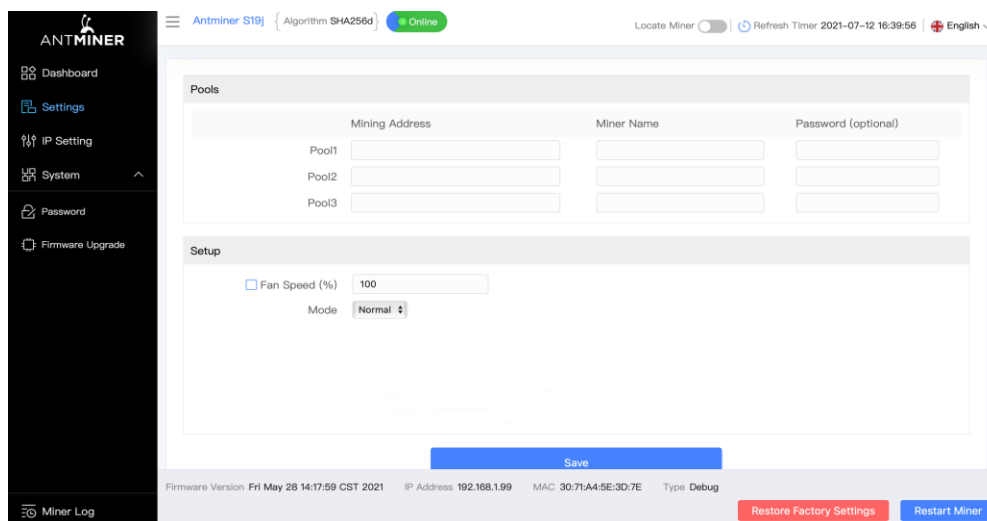 ANTMINER
Dashboard
Settings
IP Setting
System
Password
Firmware Upgrade
Miner Log
Antminer S19j {Algorithm SHA256d} Online
Locate Miner Refresh Timer 2021-07-12 16:39:56 English
Pools
Mining Address Miner Name Password (optional)
Pool1
Pool2
Pool3
Setup
Fan Speed (%) 100
Mode Normal
Save
Firmware Version Fri May 28 14:17:59 CST 2021 IP Address 192.168.1.99 MAC 30:71:A4:5E:3D:7E Type Debug
Restore Factory Settings Restart Miner